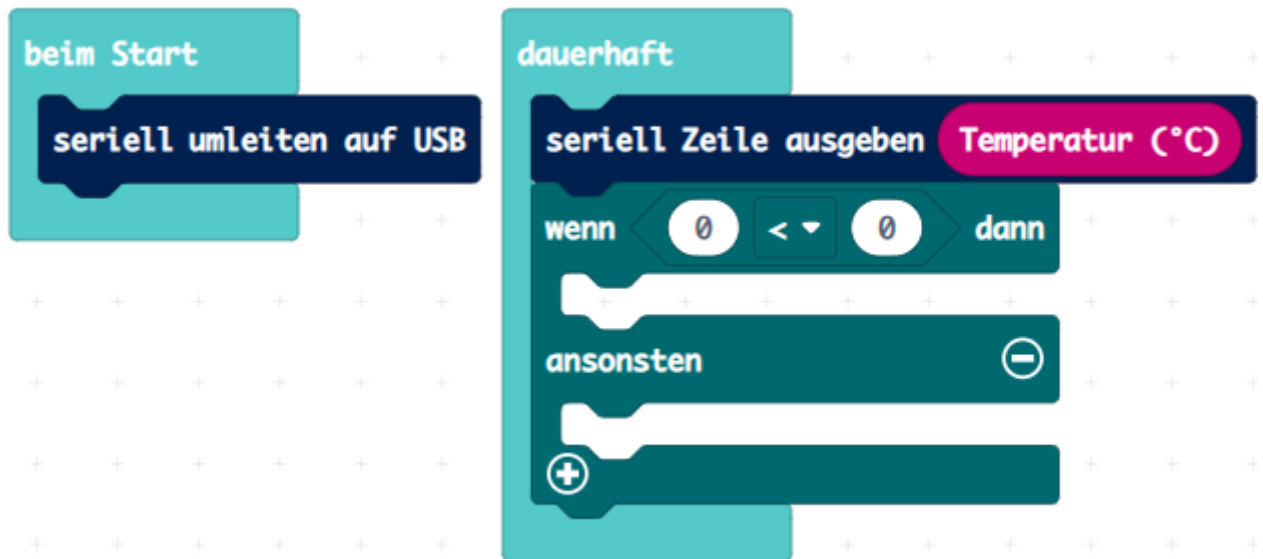 beim Start
seriell umleiten auf USB
dauerhaft
seriell Zeile ausgeben Temperatur (°C)
wenn 0 < 0 dann
ansonsten